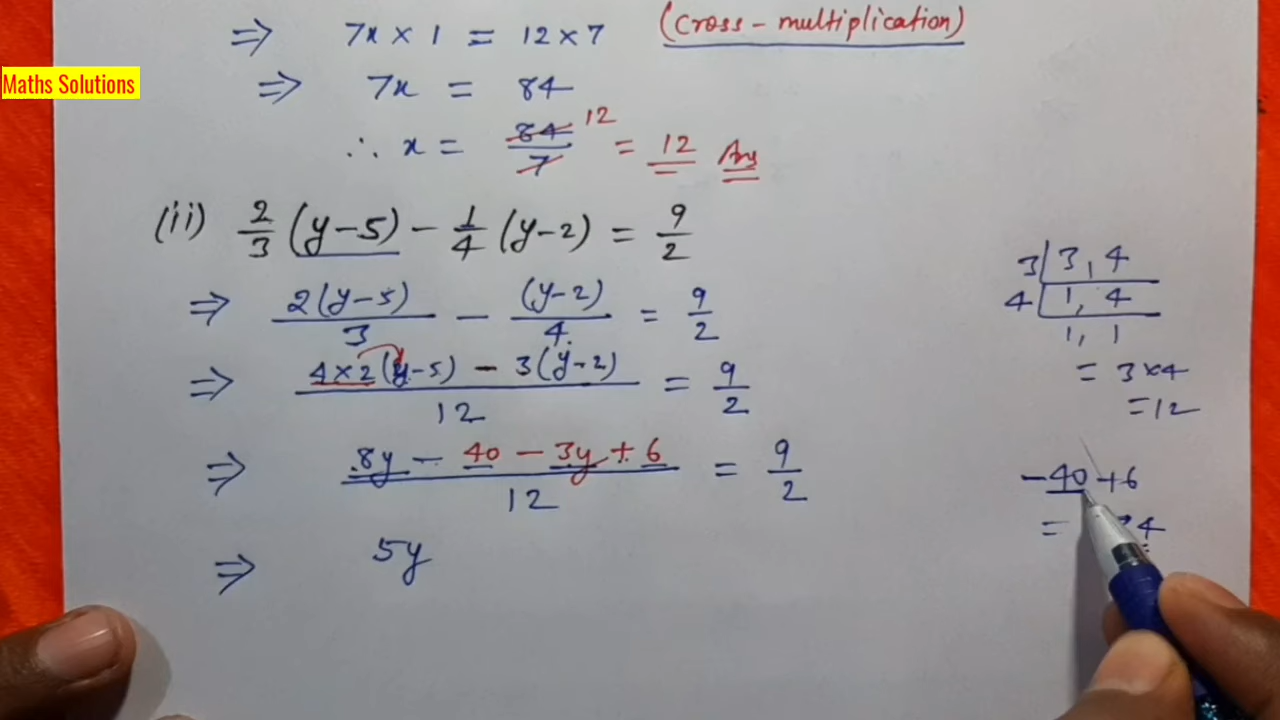 ⇒ 7x × 1 = 12 × 7 (Cross - multiplication)
Maths Solutions
⇒ 7x = 84
∴ x = 84/7 12 = 12 Ans
(ii) 2/3 (y-5) - 1/4 (y-2) = 9/2
⇒ 2(y-5)/3 - (y-2)/4 = 9/2
⇒ 4×2(y-5) - 3(y-2)/12 = 9/2
⇒ 8y - 40 - 3y + 6/12 = 9/2
⇒ 5y
3 | 3, 4
4 | 1, 4
1, 1
= 3×4
= 12
-40+6
= 4